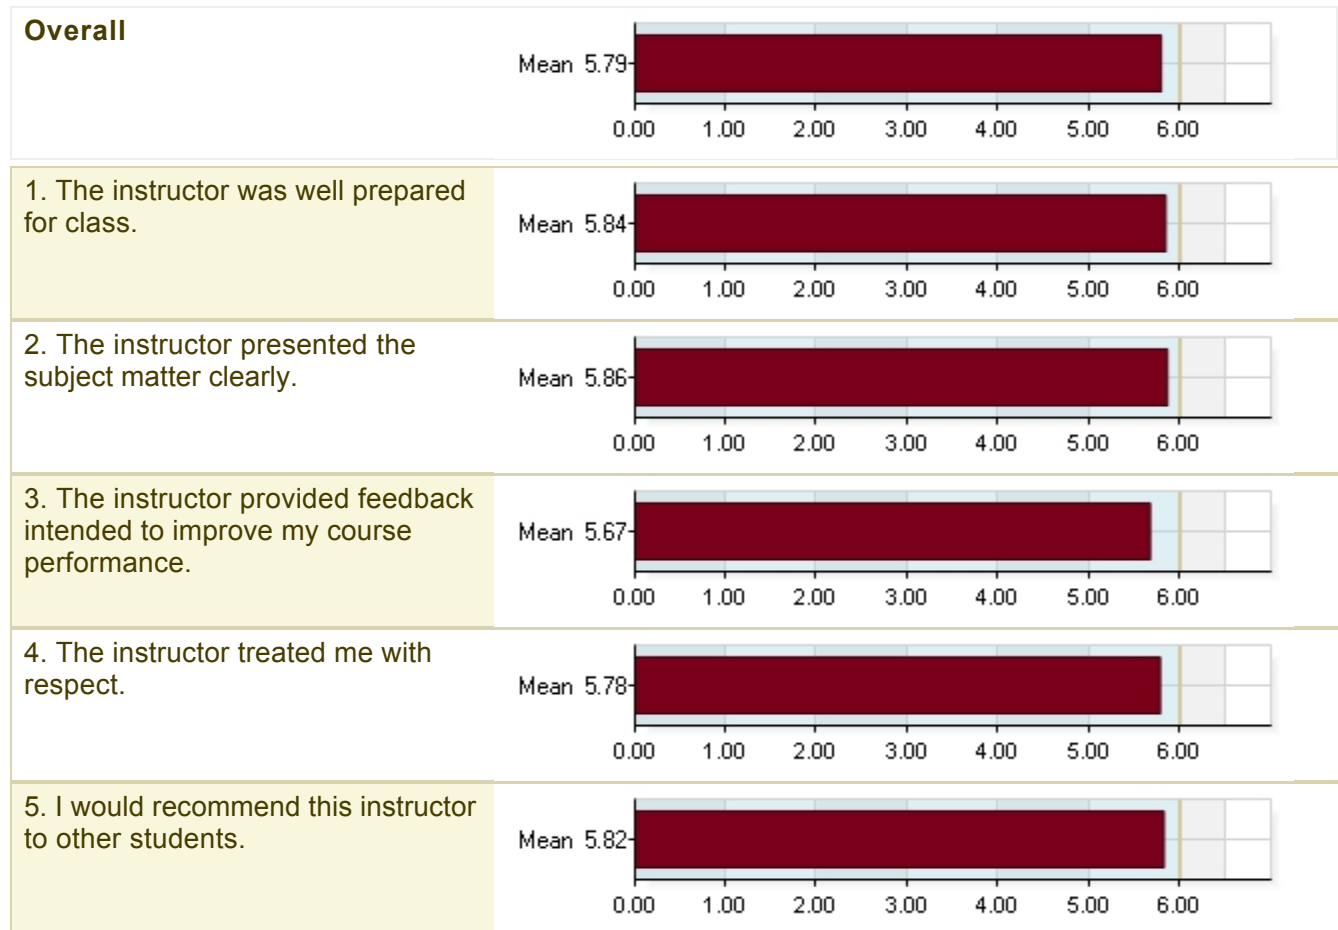 Overall
Mean 5.79
0.00 1.00 2.00 3.00 4.00 5.00 6.00
1. The instructor was well prepared
for class.
Mean 5.84
0.00 1.00 2.00 3.00 4.00 5.00 6.00
2. The instructor presented the
subject matter clearly.
Mean 5.86
0.00 1.00 2.00 3.00 4.00 5.00 6.00
3. The instructor provided feedback
intended to improve my course
performance.
Mean 5.67
0.00 1.00 2.00 3.00 4.00 5.00 6.00
4. The instructor treated me with
respect.
Mean 5.78
0.00 1.00 2.00 3.00 4.00 5.00 6.00
5. I would recommend this instructor
to other students.
Mean 5.82
0.00 1.00 2.00 3.00 4.00 5.00 6.00